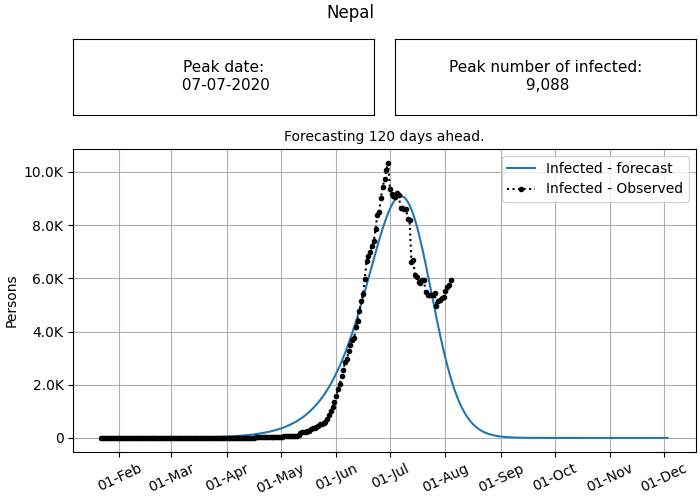 Nepal
Peak date:
07-07-2020
Peak number of infected:
9,088
Forecasting 120 days ahead.
Infected - forecast
Infected - Observed
10.0K
8.0K
6.0K
4.0K
2.0K
0
Persons
01-Feb
01-Mar
01-Apr
01-May
01-Jun
01-Jul
01-Aug
01-Sep
01-Oct
01-Nov
01-Dec